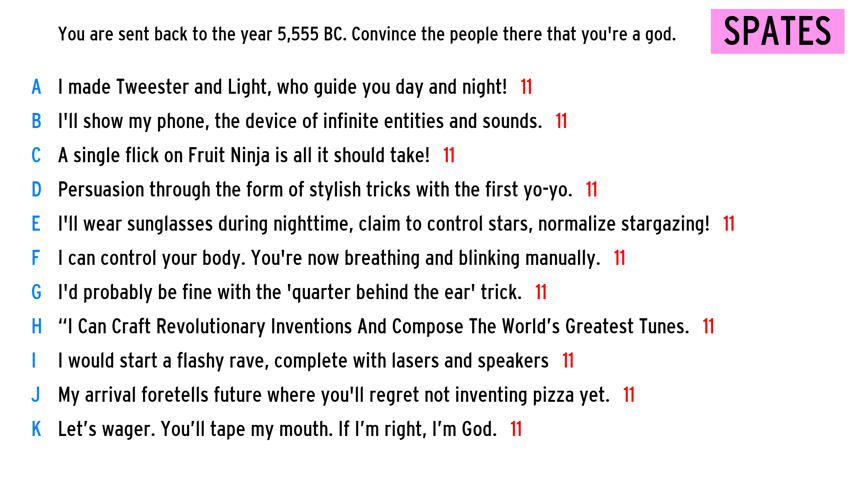 You are sent back to the year 5,555 BC. Convince the people there that you're a god.
SPATES
A I made Tweester and Light, who guide you day and night! 11
B I'll show my phone, the device of infinite entities and sounds. 11
C A single flick on Fruit Ninja is all it should take! 11
D Persuasion through the form of stylish tricks with the first yo-yo. 11
E I'll wear sunglasses during nighttime, claim to control stars, normalize stargazing! 11
F I can control your body. You're now breathing and blinking manually. 11
G I'd probably be fine with the 'quarter behind the ear' trick. 11
H “I Can Craft Revolutionary Inventions And Compose The World’s Greatest Tunes. 11
I I would start a flashy rave, complete with lasers and speakers 11
J My arrival foretells future where you'll regret not inventing pizza yet. 11
K Let’s wager. You’ll tape my mouth. If I’m right, I’m God. 11